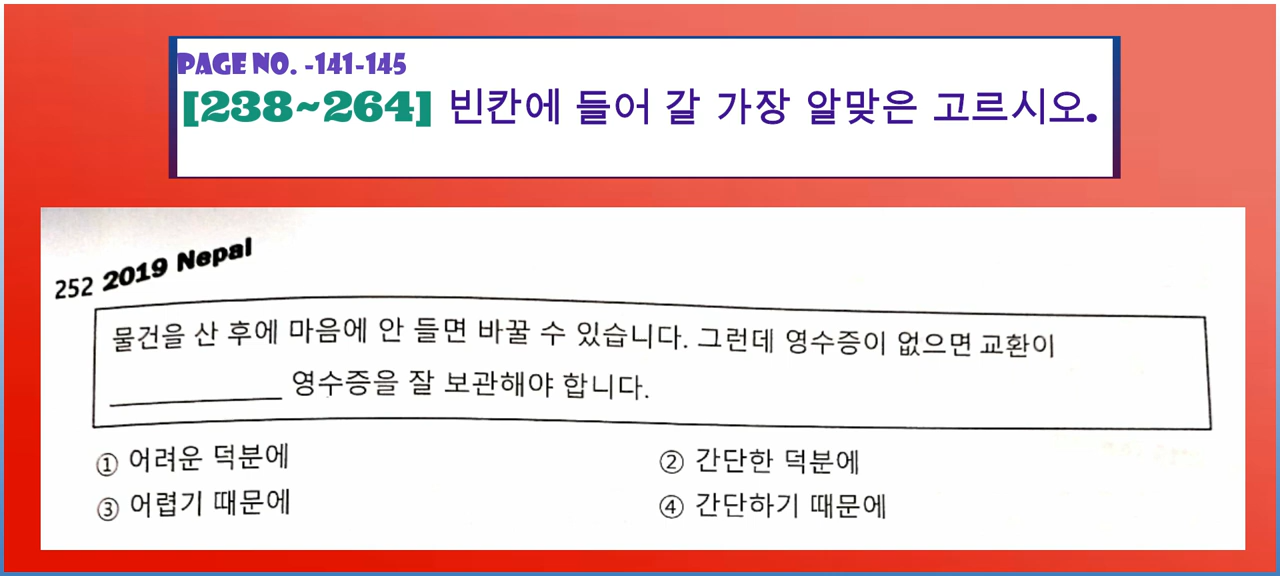 PAGE NO. -141-145
[238~264] 빈칸에 들어 갈 가장 알맞은 고르시오.
252 2019 Nepal
물건을 산 후에 마음에 안 들면 바꿀 수 있습니다. 그런데 영수증이 없으면 교환이
____________ 영수증을 잘 보관해야 합니다.
① 어려운 덕분에
② 간단한 덕분에
③ 어렵기 때문에
④ 간단하기 때문에